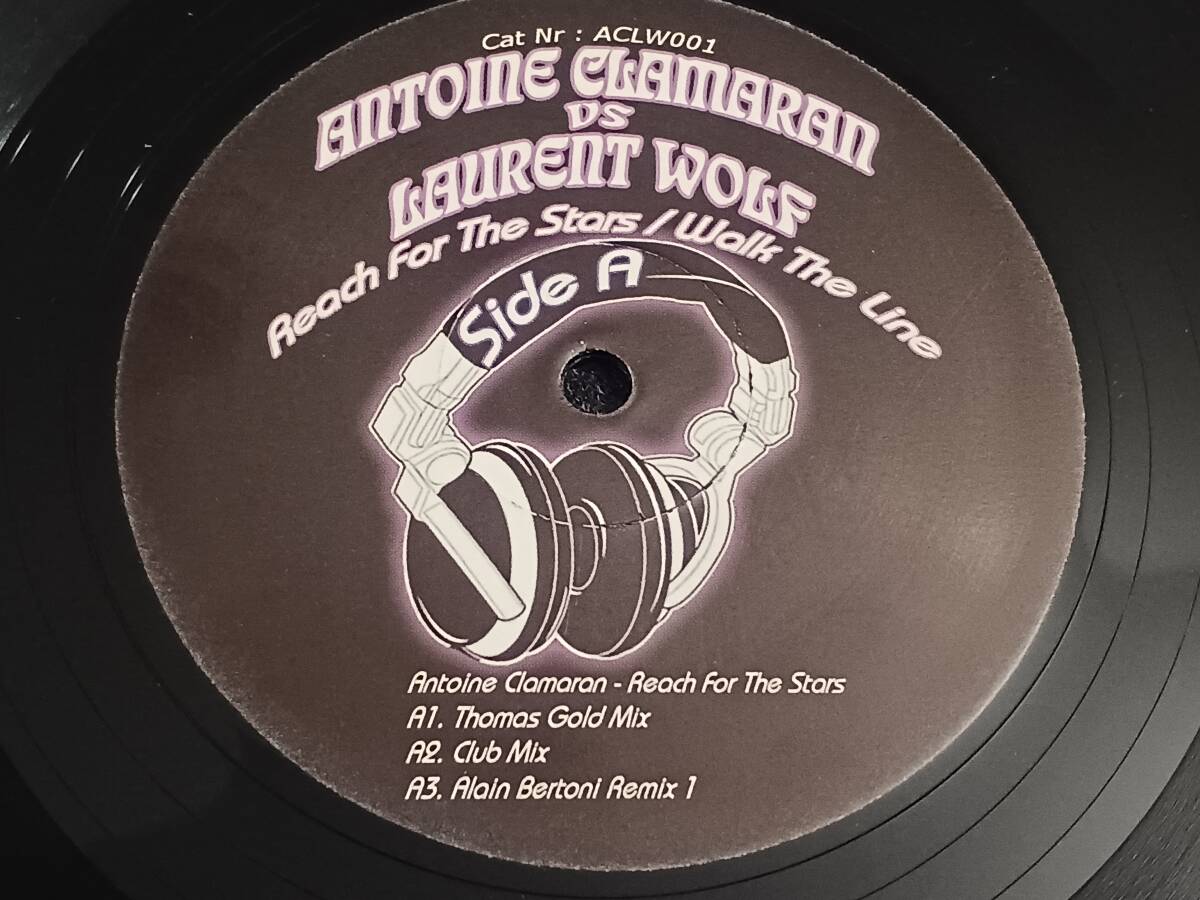 Cat Nr : ACLW001
ANTOINE CLAMARAN
VS
LAURENT WOLF
Reach For The Stars / Walk The Line
Side A
Antoine Clamaran - Reach For The Stars
A1. Thomas Gold Mix
A2. Club Mix
A3. Alain Bertoni Remix 1